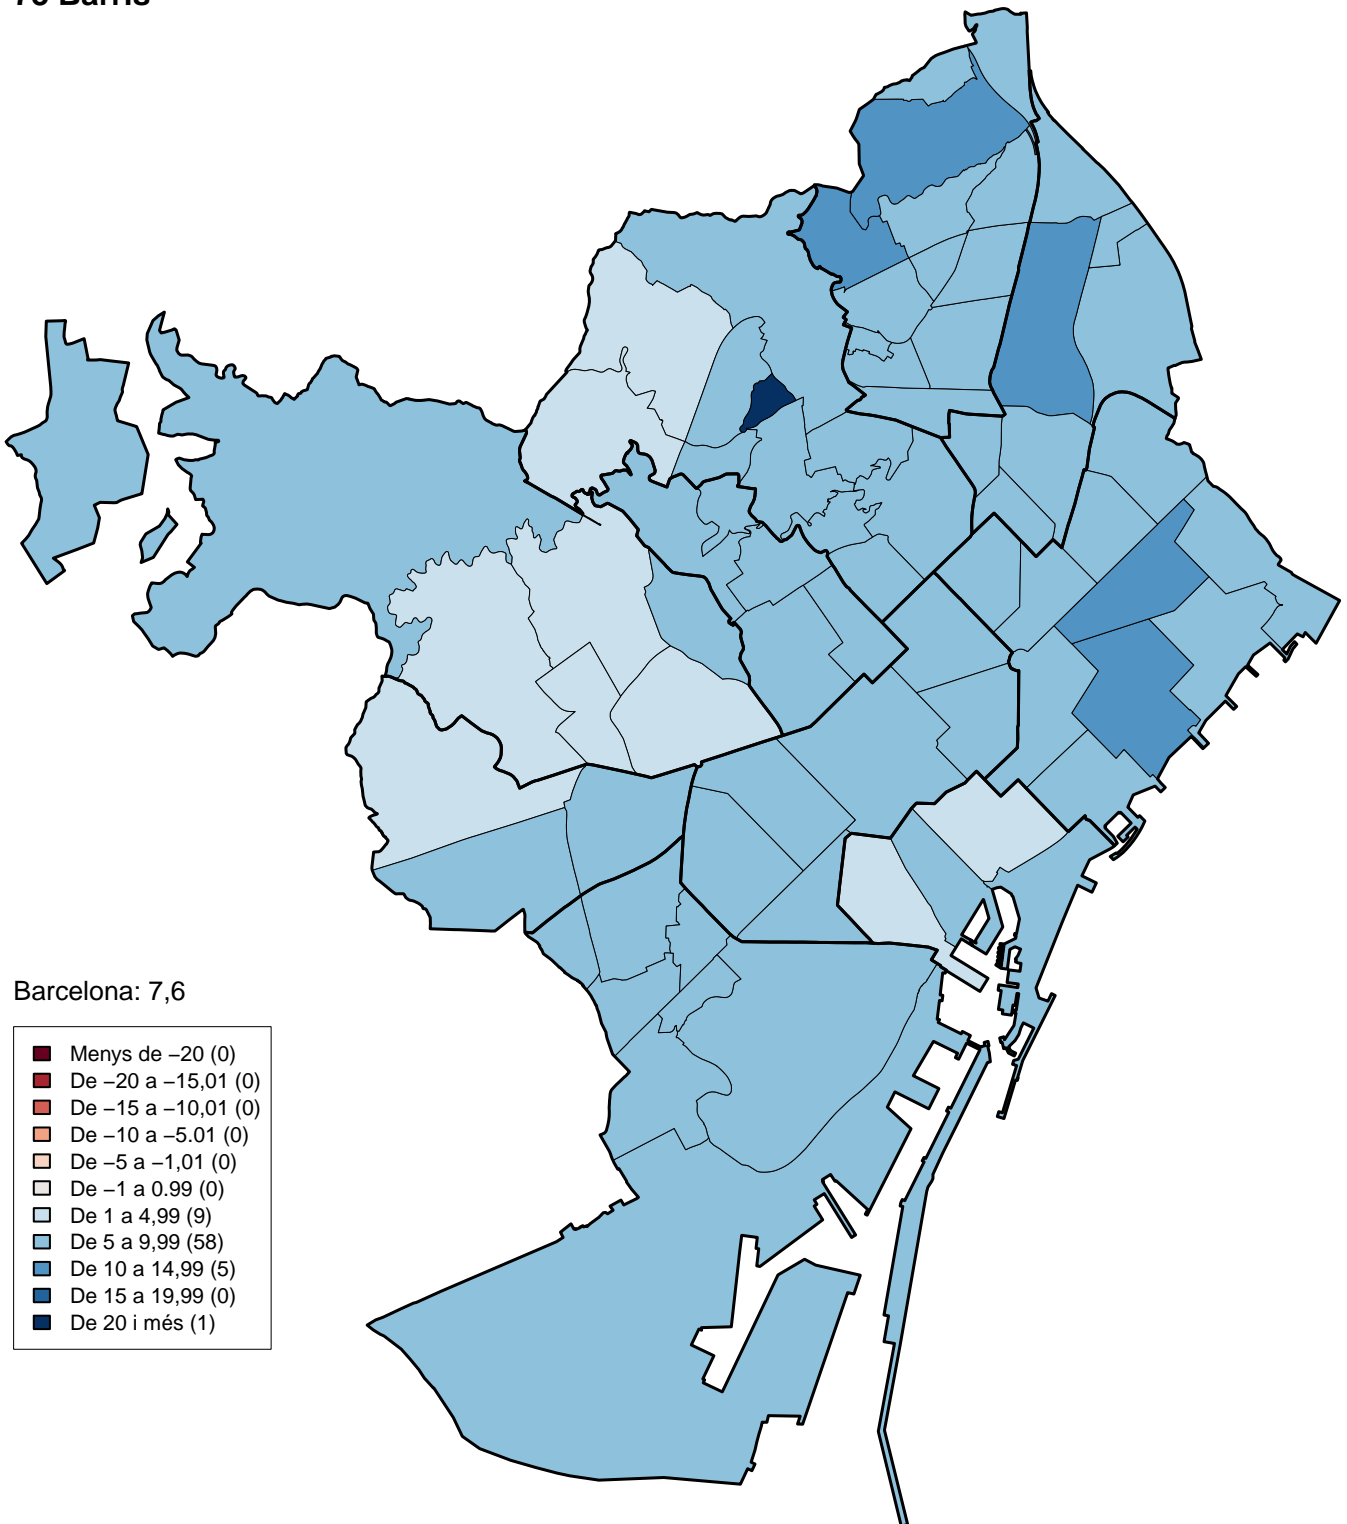 Barcelona: 7,6
Menys de −20 (0)
De −20 a −15,01 (0)
De −15 a −10,01 (0)
De −10 a −5.01 (0)
De −5 a −1,01 (0)
De −1 a 0.99 (0)
De 1 a 4,99 (9)
De 5 a 9,99 (58)
De 10 a 14,99 (5)
De 15 a 19,99 (0)
De 20 i més (1)